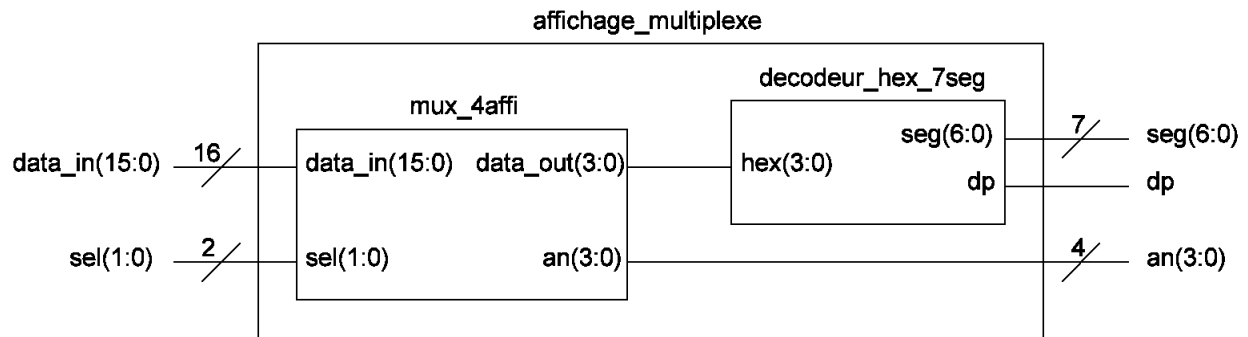 affichage_multiplexe
decodeur_hex_7seg
mux_4affi
data_in(15:0) 16 data_in(15:0) data_out(3:0) hex(3:0) seg(6:0) 7 seg(6:0)
dp dp
sel(1:0) 2 sel(1:0) an(3:0) 4 an(3:0)